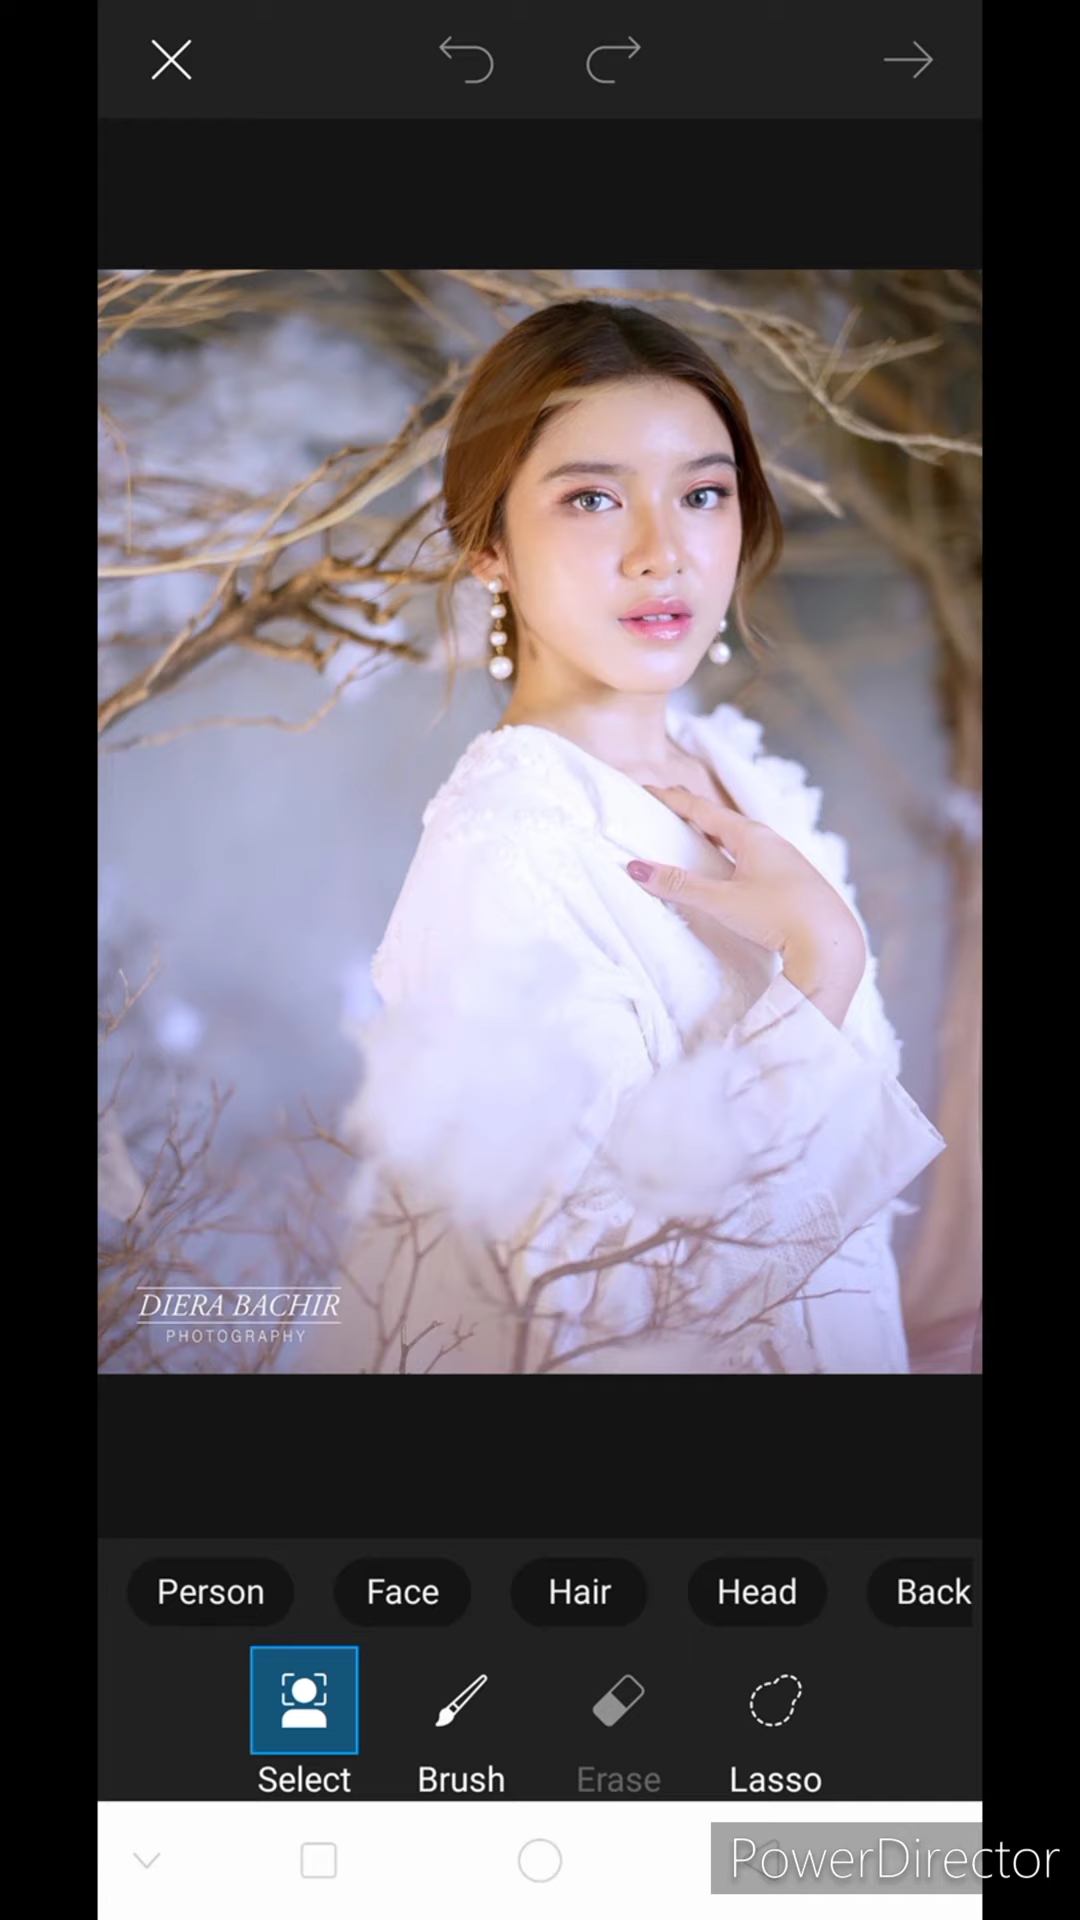 DIERA BACHIR
PHOTOGRAPHY
Person
Face
Hair
Head
Back
Select
Brush
Erase
Lasso
PowerDirector